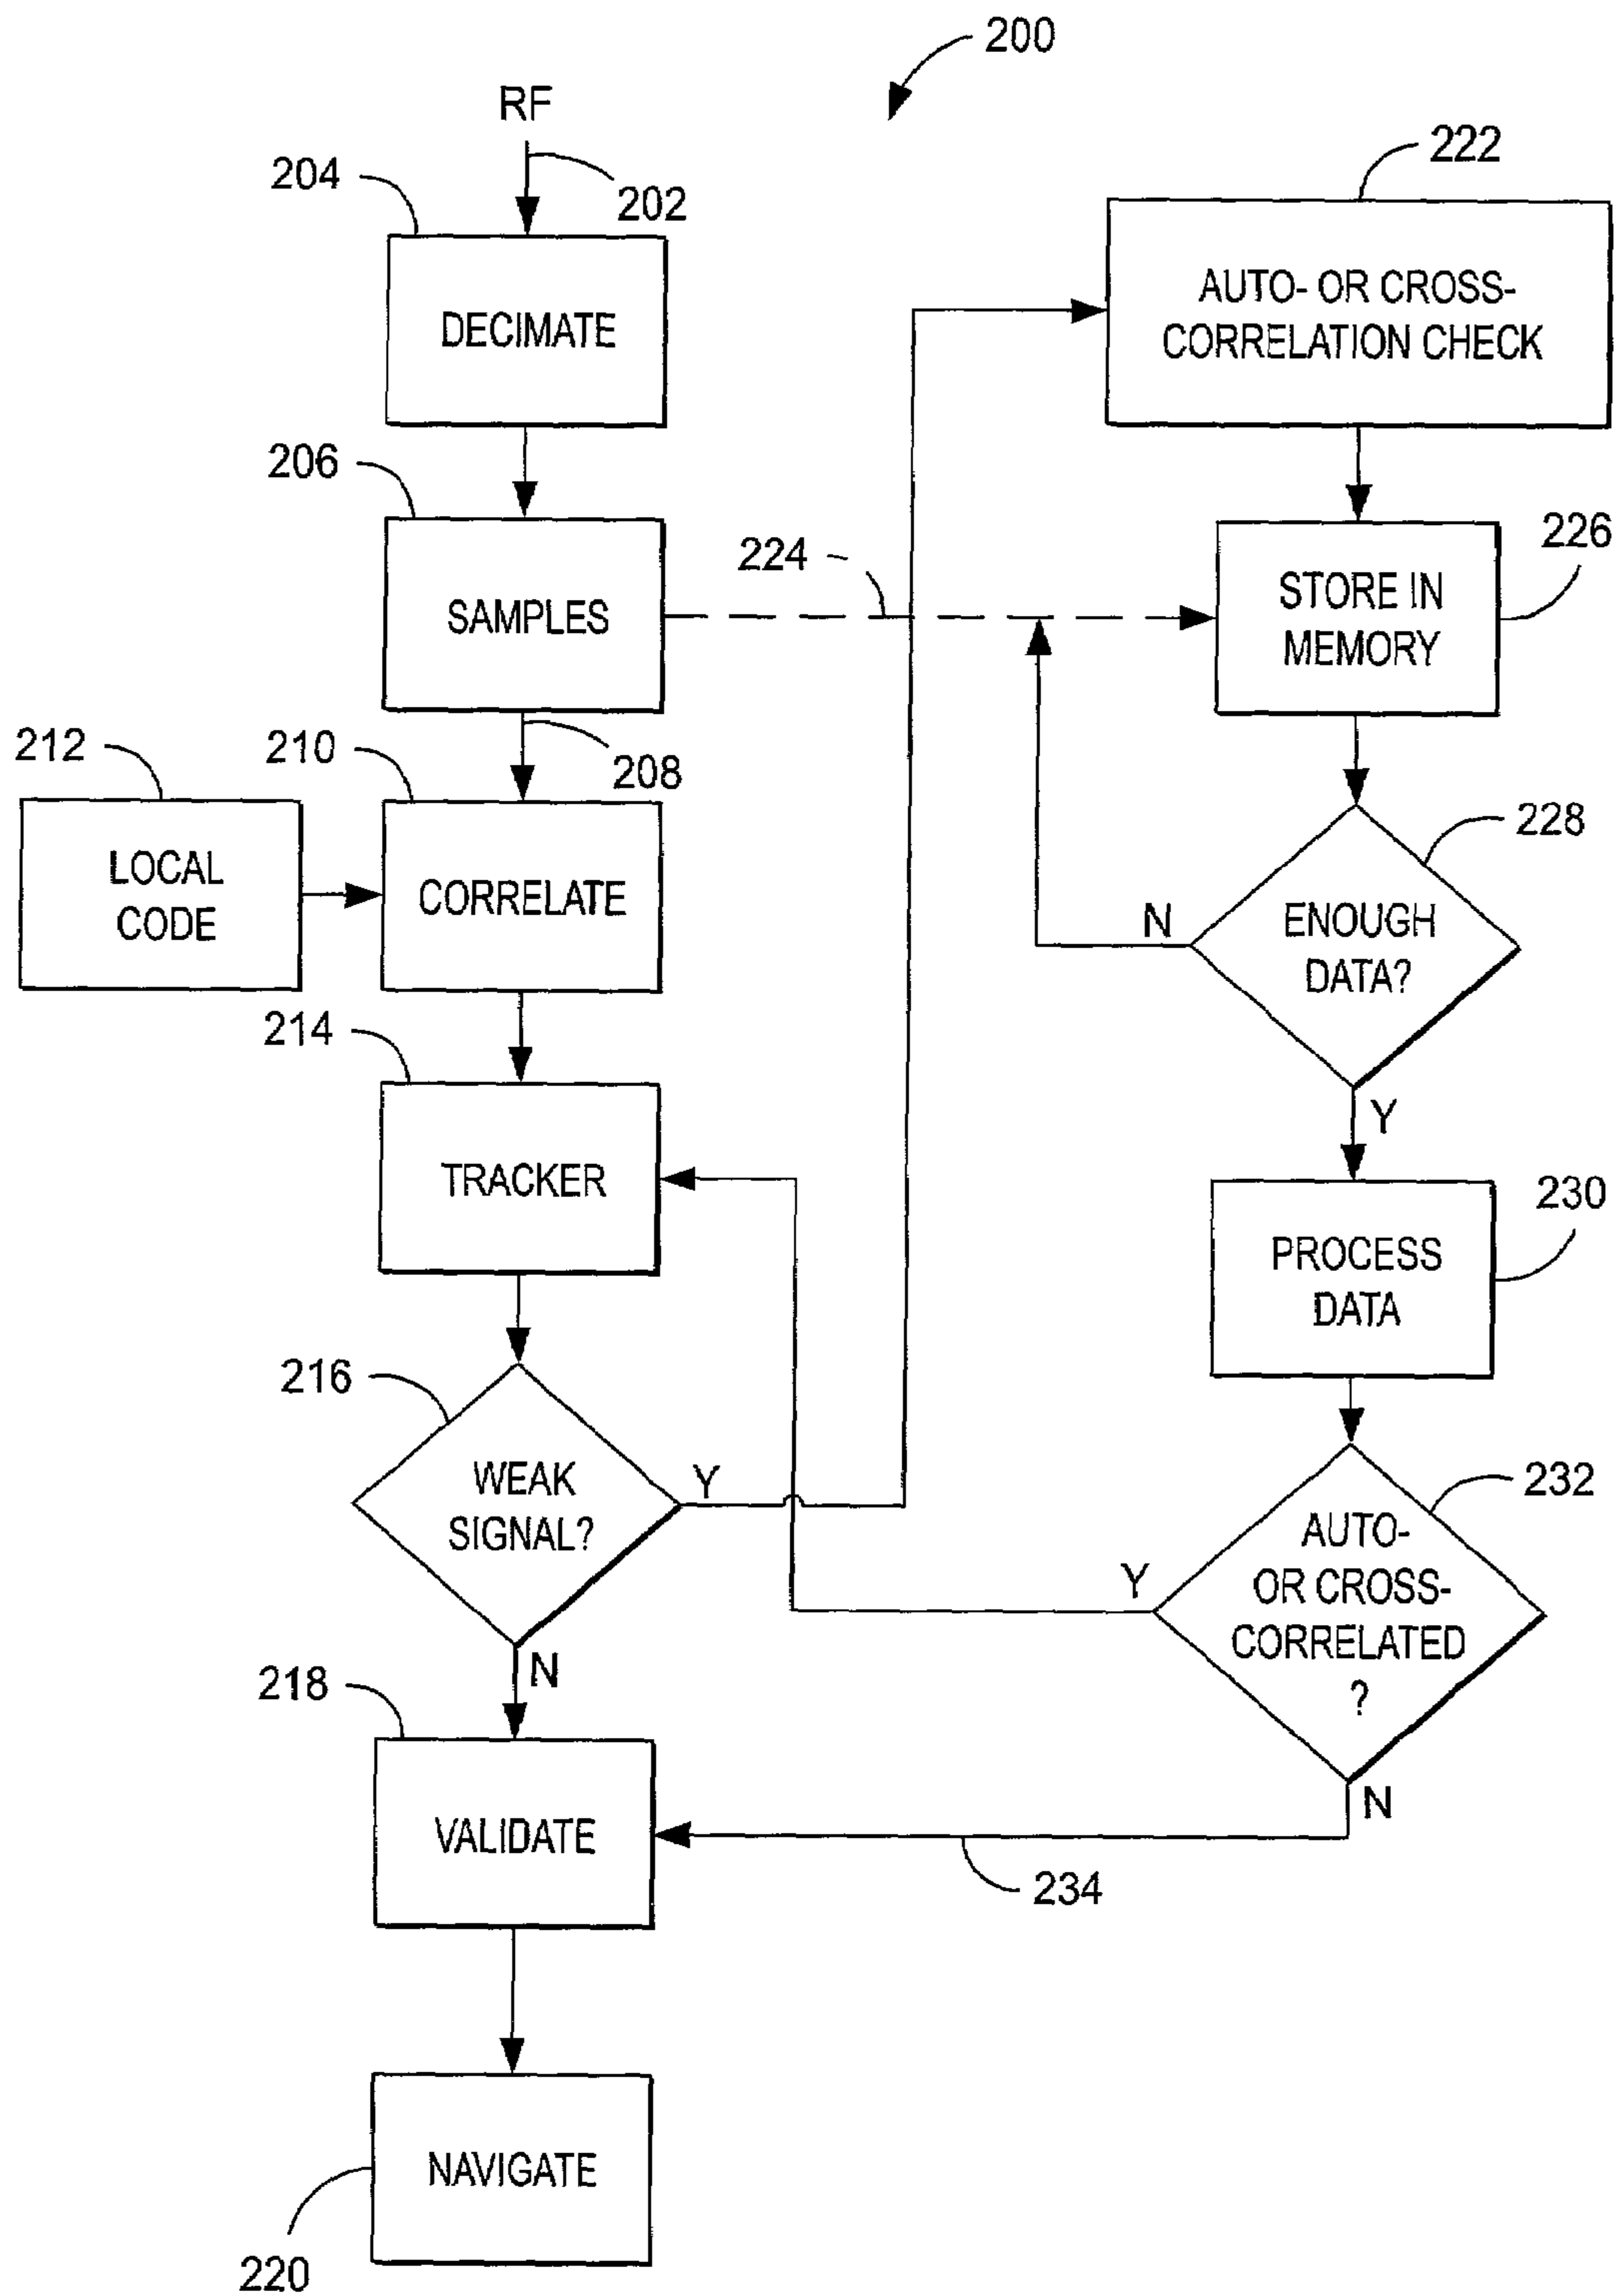 200
RF
202
204
DECIMATE
222
AUTO- OR CROSS-
CORRELATION CHECK
206
SAMPLES
224
STORE IN
MEMORY
226
208
212
LOCAL
CODE
210
CORRELATE
228
ENOUGH
DATA?
N
Y
214
TRACKER
230
PROCESS
DATA
216
WEAK
SIGNAL?
Y
N
232
AUTO-
OR CROSS-
CORRELATED
?
Y
N
218
VALIDATE
234
220
NAVIGATE